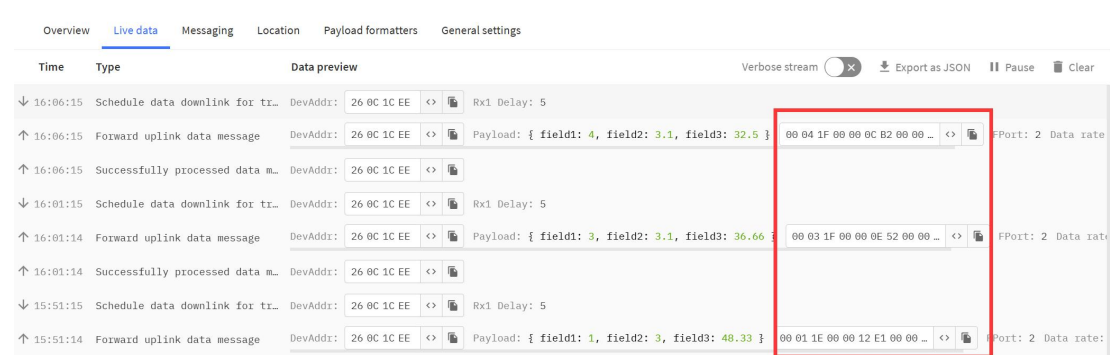 Overview Live data Messaging Location Payload formatters General settings
Time Type Data preview Verbose stream Export as JSON Pause Clear
16:06:15 Schedule data downlink for tr… DevAddr: 26 0C 1C EE <> Rx1 Delay: 5
16:06:15 Forward uplink data message DevAddr: 26 0C 1C EE <> Payload: { field1: 4, field2: 3.1, field3: 32.5 } 00 04 1F 00 00 0C B2 00 00 … <> FPort: 2 Data rate
16:06:15 Successfully processed data m… DevAddr: 26 0C 1C EE <>
16:01:15 Schedule data downlink for tr… DevAddr: 26 0C 1C EE <> Rx1 Delay: 5
16:01:14 Forward uplink data message DevAddr: 26 0C 1C EE <> Payload: { field1: 3, field2: 3.1, field3: 36.66 } 00 03 1F 00 00 0E 52 00 00 … <> FPort: 2 Data rat
16:01:14 Successfully processed data m… DevAddr: 26 0C 1C EE <>
15:51:15 Schedule data downlink for tr… DevAddr: 26 0C 1C EE <> Rx1 Delay: 5
15:51:14 Forward uplink data message DevAddr: 26 0C 1C EE <> Payload: { field1: 1, field2: 3, field3: 48.33 } 00 01 1E 00 00 12 E1 00 00 … <> FPort: 2 Data rate: